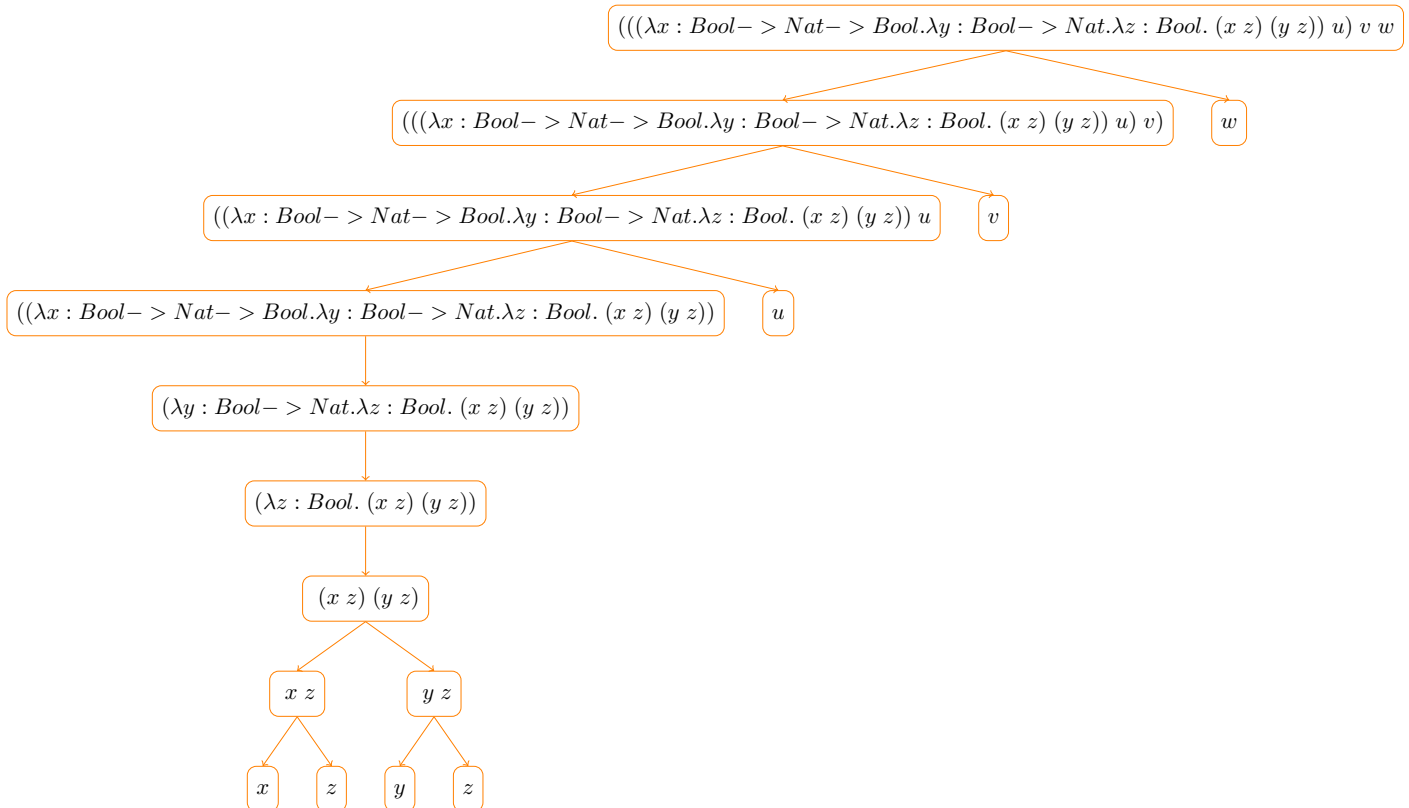 (((λx : Bool− > Nat− > Bool.λy : Bool− > Nat.λz : Bool. (x z) (y z)) u) v w
(((λx : Bool− > Nat− > Bool.λy : Bool− > Nat.λz : Bool. (x z) (y z)) u) v)
w
((λx : Bool− > Nat− > Bool.λy : Bool− > Nat.λz : Bool. (x z) (y z)) u
v
((λx : Bool− > Nat− > Bool.λy : Bool− > Nat.λz : Bool. (x z) (y z))
u
(λy : Bool− > Nat.λz : Bool. (x z) (y z))
(λz : Bool. (x z) (y z))
(x z) (y z)
x z
y z
x
z
y
z